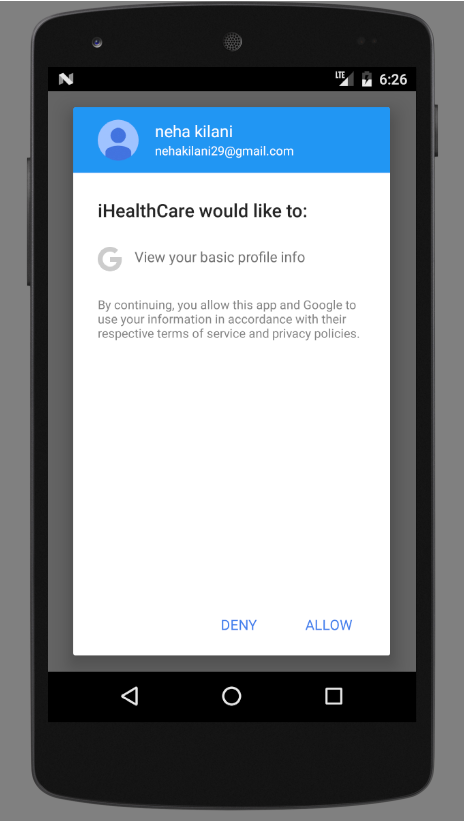 LTE 6:26
neha kilani
nehakilani29@gmail.com
iHealthCare would like to:
G View your basic profile info
By continuing, you allow this app and Google to
use your information in accordance with their
respective terms of service and privacy policies.
DENY ALLOW